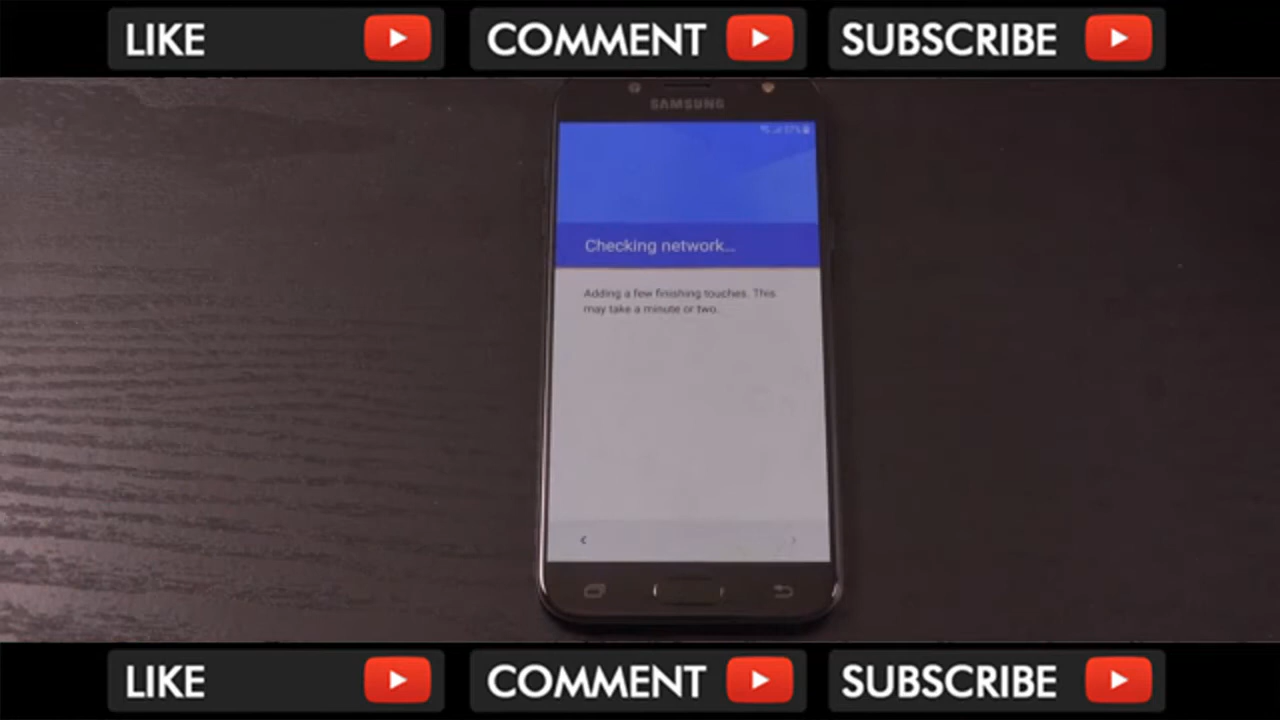 LIKE COMMENT SUBSCRIBE
SAMSUNG
Checking network...
Adding a few finishing touches. This
may take a minute or two.
LIKE COMMENT SUBSCRIBE